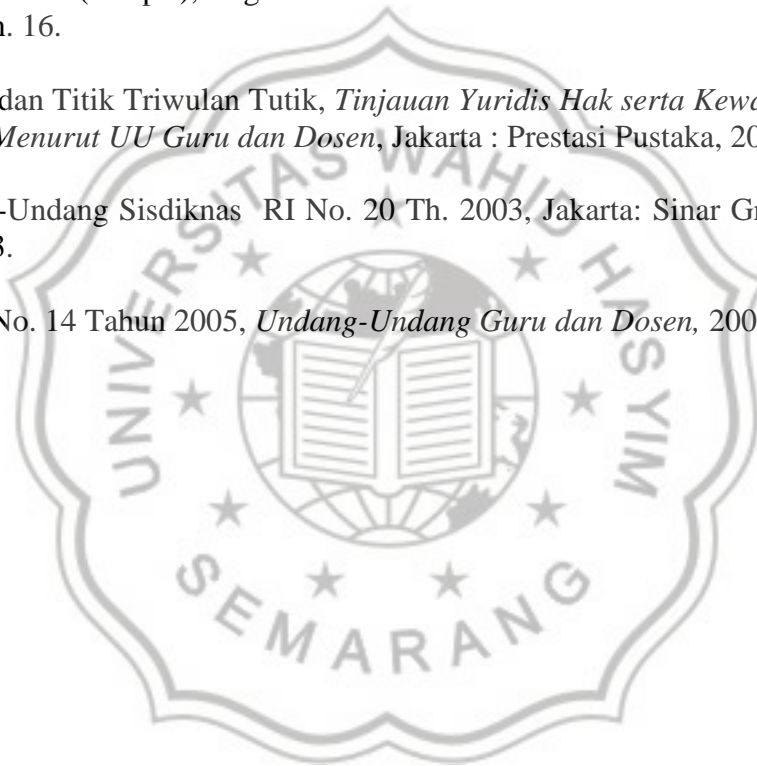 n. 16.
dan Titik Triwulan Tutik, Tinjauan Yuridis Hak serta
Menurut UU Guru dan Dosen, Jakarta : Prestasi Pustaka, 20
-Undang Sisdiknas RI No. 20 Th. 2003, Jakarta: Sinar
3.
No. 14 Tahun 2005, Undang-Undang Guru dan Dosen, 200
UNIVERSITAS WAHID HASYIM
SEMARANG